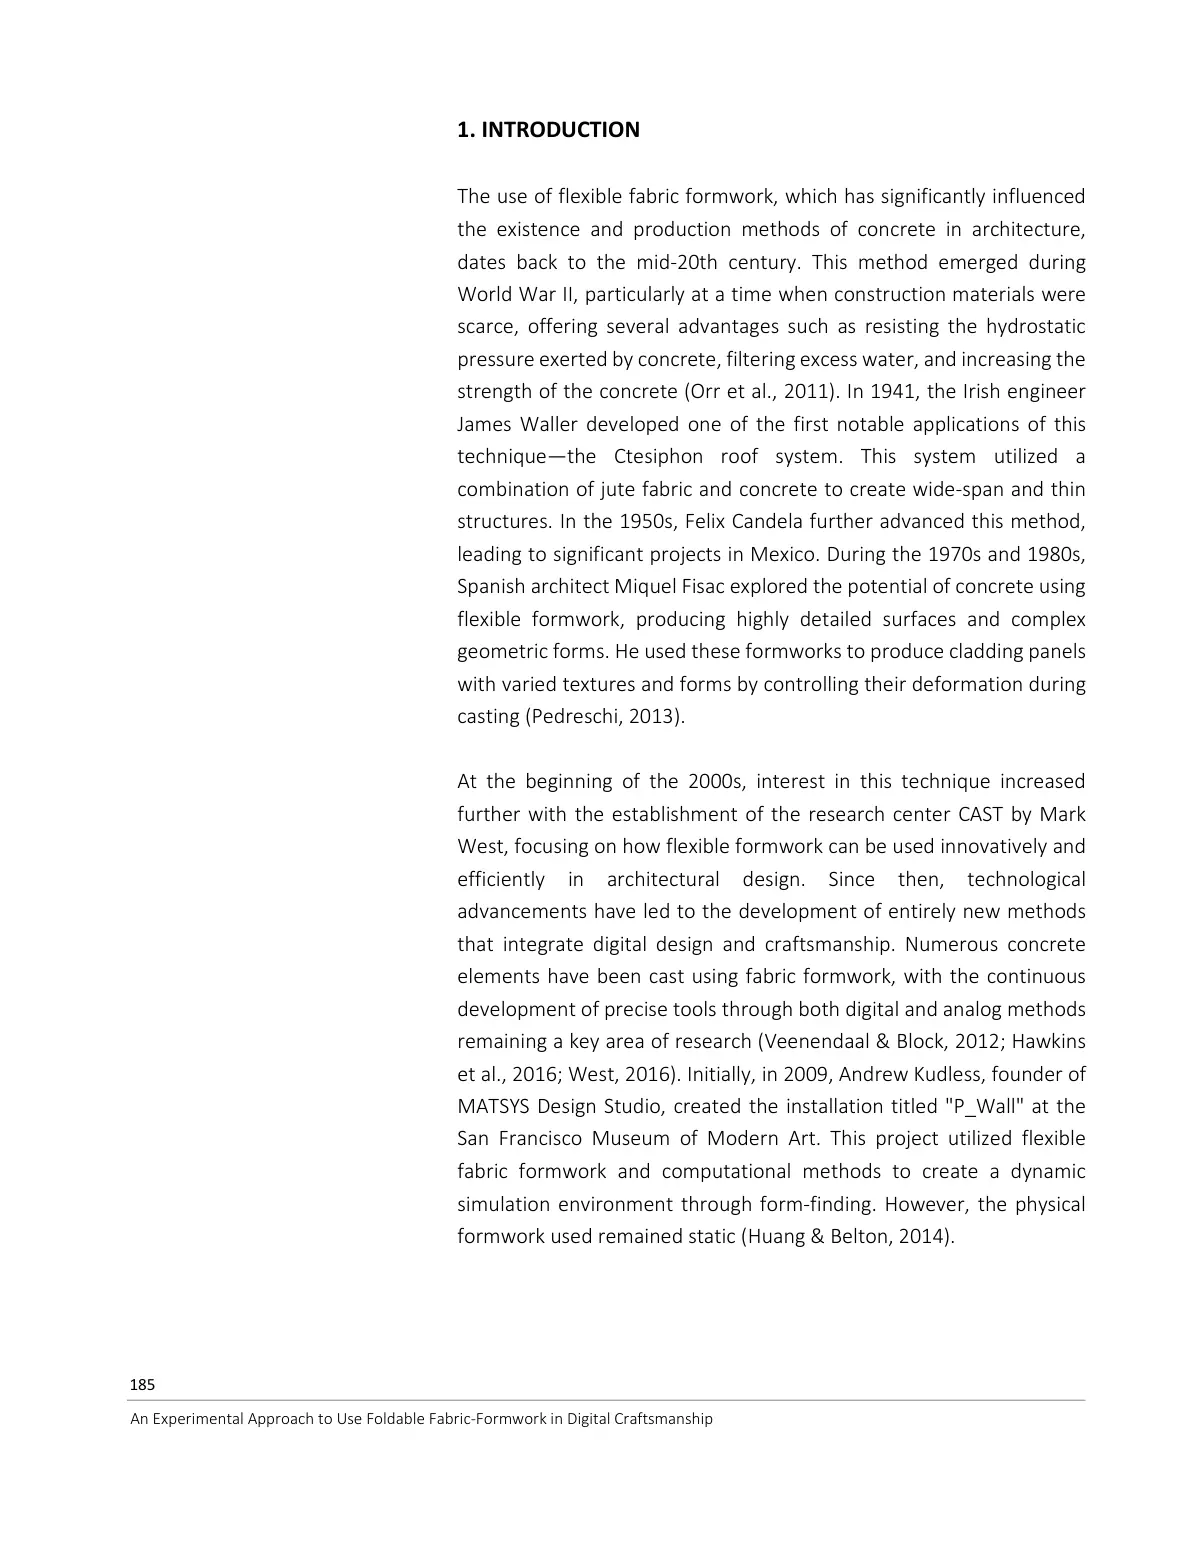 1. INTRODUCTION
The use of flexible fabric formwork, which has significantly influenced
the existence and production methods of concrete in architecture,
dates back to the mid-20th century. This method emerged during
World War II, particularly at a time when construction materials were
scarce, offering several advantages such as resisting the hydrostatic
pressure exerted by concrete, filtering excess water, and increasing the
strength of the concrete (Orr et al., 2011). In 1941, the Irish engineer
James Waller developed one of the first notable applications of this
technique—the Ctesiphon roof system. This system utilized a
combination of jute fabric and concrete to create wide-span and thin
structures. In the 1950s, Felix Candela further advanced this method,
leading to significant projects in Mexico. During the 1970s and 1980s,
Spanish architect Miquel Fisac explored the potential of concrete using
flexible formwork, producing highly detailed surfaces and complex
geometric forms. He used these formworks to produce cladding panels
with varied textures and forms by controlling their deformation during
casting (Pedreschi, 2013).
At the beginning of the 2000s, interest in this technique increased
further with the establishment of the research center CAST by Mark
West, focusing on how flexible formwork can be used innovatively and
efficiently in architectural design. Since then, technological
advancements have led to the development of entirely new methods
that integrate digital design and craftsmanship. Numerous concrete
elements have been cast using fabric formwork, with the continuous
development of precise tools through both digital and analog methods
remaining a key area of research (Veenendaal & Block, 2012; Hawkins
et al., 2016; West, 2016). Initially, in 2009, Andrew Kudless, founder of
MATSYS Design Studio, created the installation titled "P_Wall" at the
San Francisco Museum of Modern Art. This project utilized flexible
fabric formwork and computational methods to create a dynamic
simulation environment through form-finding. However, the physical
formwork used remained static (Huang & Belton, 2014).
185
An Experimental Approach to Use Foldable Fabric-Formwork in Digital Craftsmanship